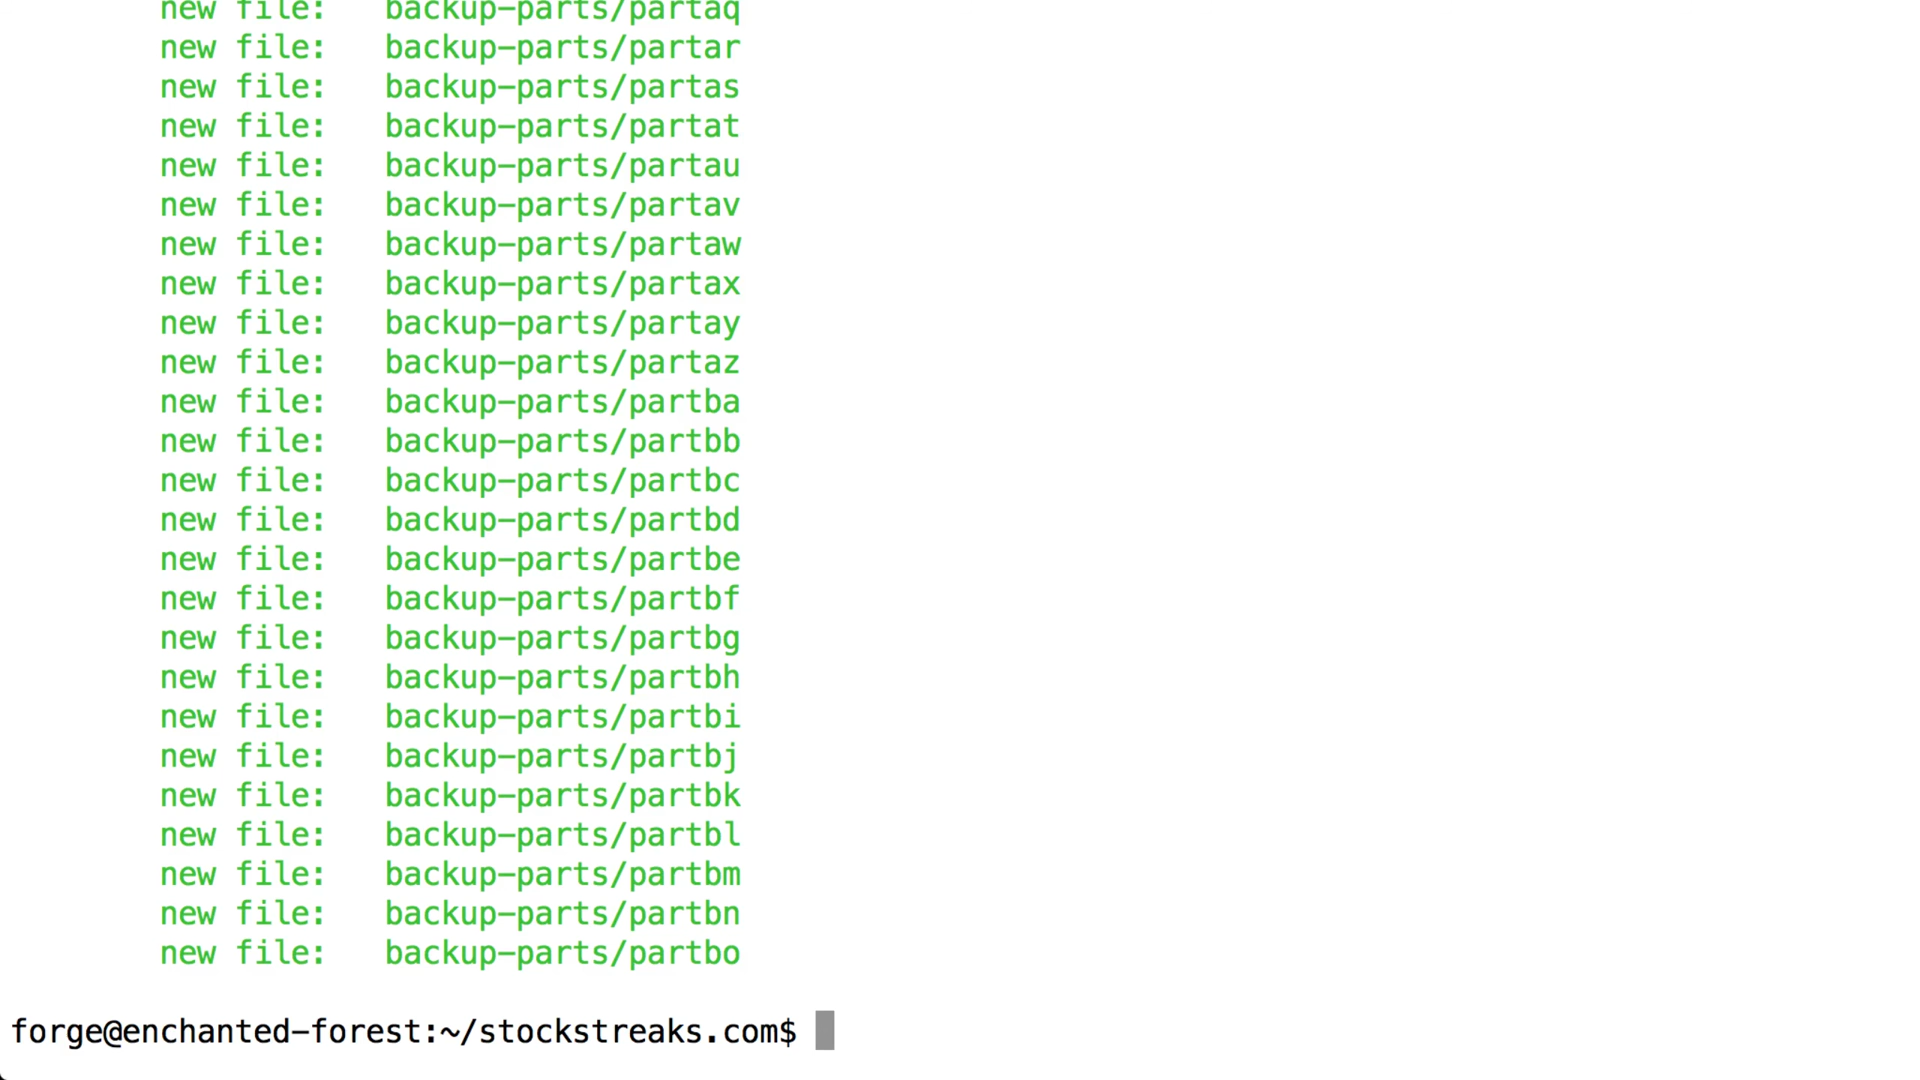 new file:   backup-parts/partaq
new file:   backup-parts/partar
new file:   backup-parts/partas
new file:   backup-parts/partat
new file:   backup-parts/partau
new file:   backup-parts/partav
new file:   backup-parts/partaw
new file:   backup-parts/partax
new file:   backup-parts/partay
new file:   backup-parts/partaz
new file:   backup-parts/partba
new file:   backup-parts/partbb
new file:   backup-parts/partbc
new file:   backup-parts/partbd
new file:   backup-parts/partbe
new file:   backup-parts/partbf
new file:   backup-parts/partbg
new file:   backup-parts/partbh
new file:   backup-parts/partbi
new file:   backup-parts/partbj
new file:   backup-parts/partbk
new file:   backup-parts/partbl
new file:   backup-parts/partbm
new file:   backup-parts/partbn
new file:   backup-parts/partbo
forge@enchanted-forest:~/stockstreaks.com$